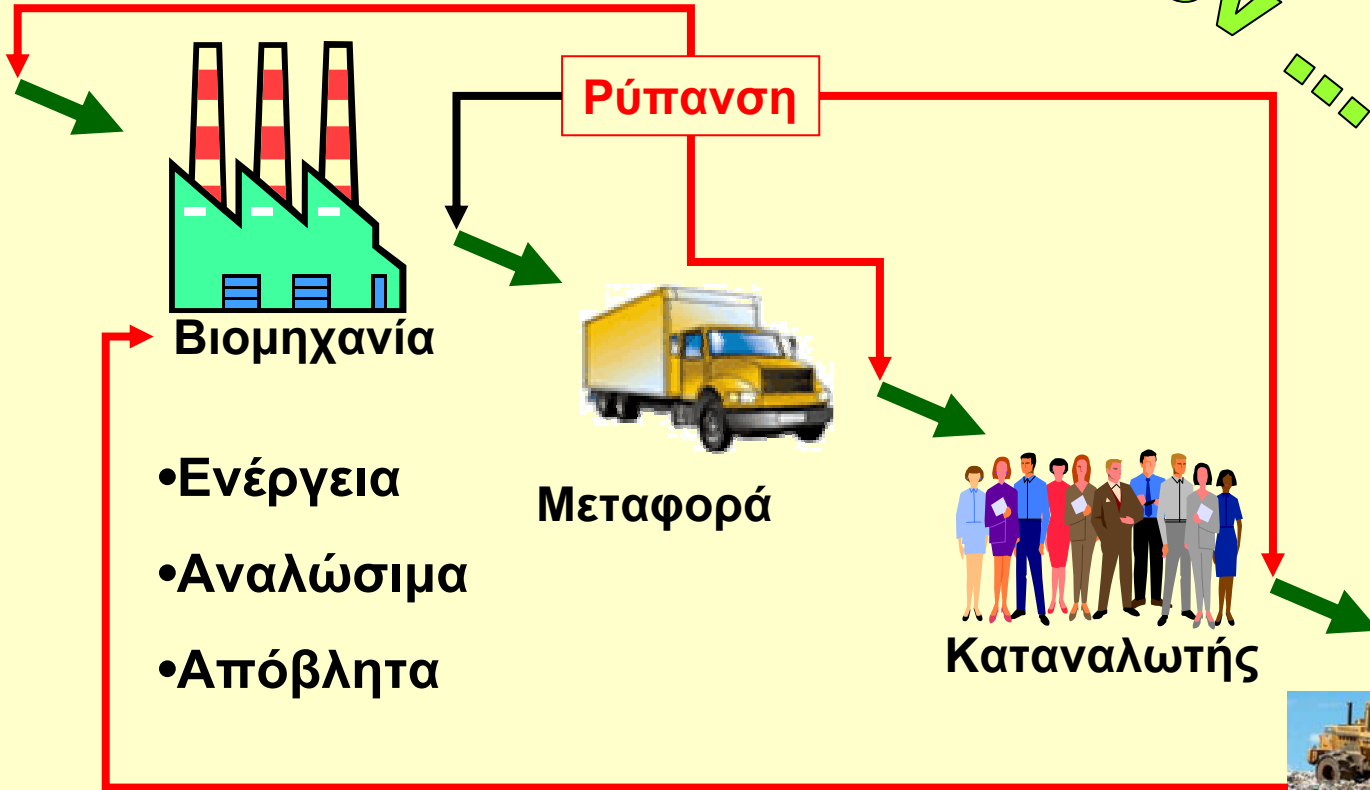 Ρύπανση
Βιομηχανία
•Ενέργεια
•Αναλώσιμα
•Απόβλητα
Μεταφορά
Καταναλωτής